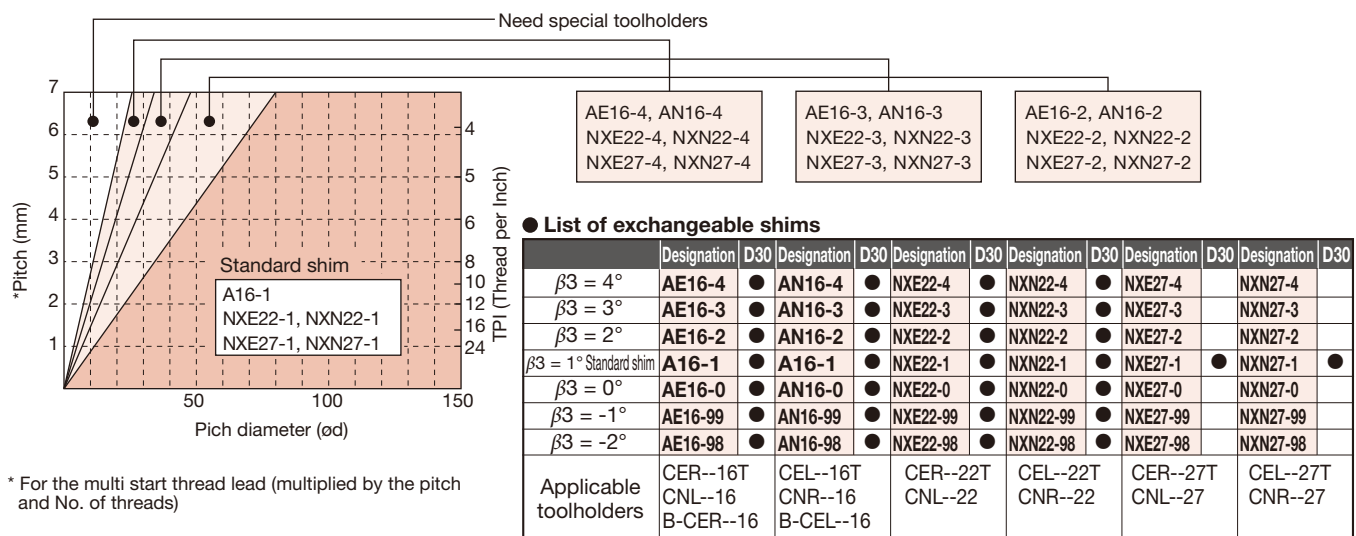 Need special toolholders
*Pitch (mm)
7
6
5
4
3
2
1
50
100
150
Pich diameter (ød)
TPI (Thread per Inch)
4
5
6
8
10
12
16
24
Standard shim
A16-1
NXE22-1, NXN22-1
NXE27-1, NXN27-1
AE16-4, AN16-4
NXE22-4, NXN22-4
NXE27-4, NXN27-4
AE16-3, AN16-3
NXE22-3, NXN22-3
NXE27-3, NXN27-3
AE16-2, AN16-2
NXE22-2, NXN22-2
NXE27-2, NXN27-2
* For the multi start thread lead (multiplied by the pitch
and No. of threads)
● List of exchangeable shims
Designation D30 Designation D30 Designation D30 Designation D30 Designation D30 Designation D30
β3 = 4° AE16-4 ● AN16-4 ● NXE22-4 ● NXN22-4 ● NXE27-4 NXN27-4
β3 = 3° AE16-3 ● AN16-3 ● NXE22-3 ● NXN22-3 ● NXE27-3 NXN27-3
β3 = 2° AE16-2 ● AN16-2 ● NXE22-2 ● NXN22-2 ● NXE27-2 NXN27-2
β3 = 1° Standard shim A16-1 ● A16-1 ● NXE22-1 ● NXN22-1 ● NXE27-1 ● NXN27-1 ●
β3 = 0° AE16-0 ● AN16-0 ● NXE22-0 ● NXN22-0 ● NXE27-0 NXN27-0
β3 = -1° AE16-99 ● AN16-99 ● NXE22-99 ● NXN22-99 ● NXE27-99 NXN27-99
β3 = -2° AE16-98 ● AN16-98 ● NXE22-98 ● NXN22-98 ● NXE27-98 NXN27-98
Applicable
toolholders
CER--16T
CNL--16
B-CER--16
CEL--16T
CNR--16
B-CEL--16
CER--22T
CNL--22
CEL--22T
CNR--22
CER--27T
CNL--27
CEL--27T
CNR--27